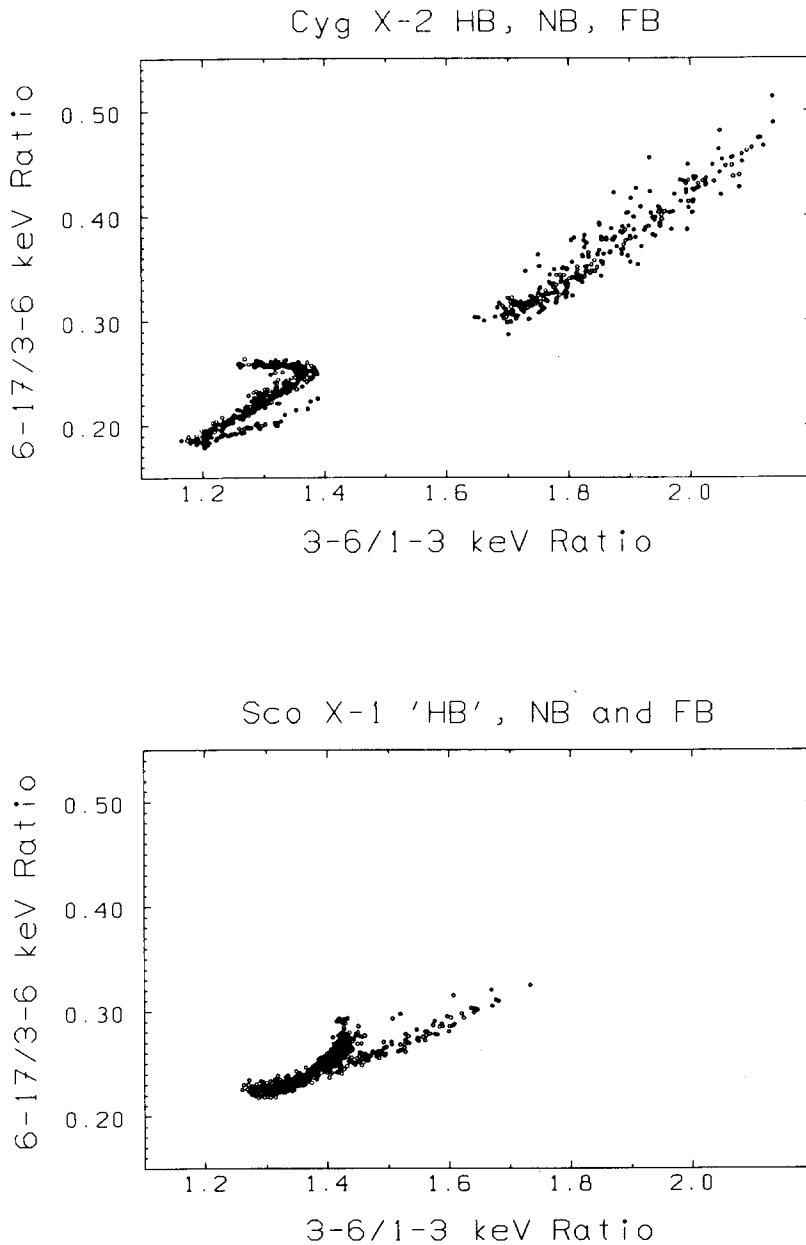 Cyg X-2 HB, NB, FB
6-17/3-6 keV Ratio
0.50
0.40
0.30
0.20
1.2 1.4 1.6 1.8 2.0
3-6/1-3 keV Ratio
Sco X-1 'HB', NB and FB
6-17/3-6 keV Ratio
0.50
0.40
0.30
0.20
1.2 1.4 1.6 1.8 2.0
3-6/1-3 keV Ratio